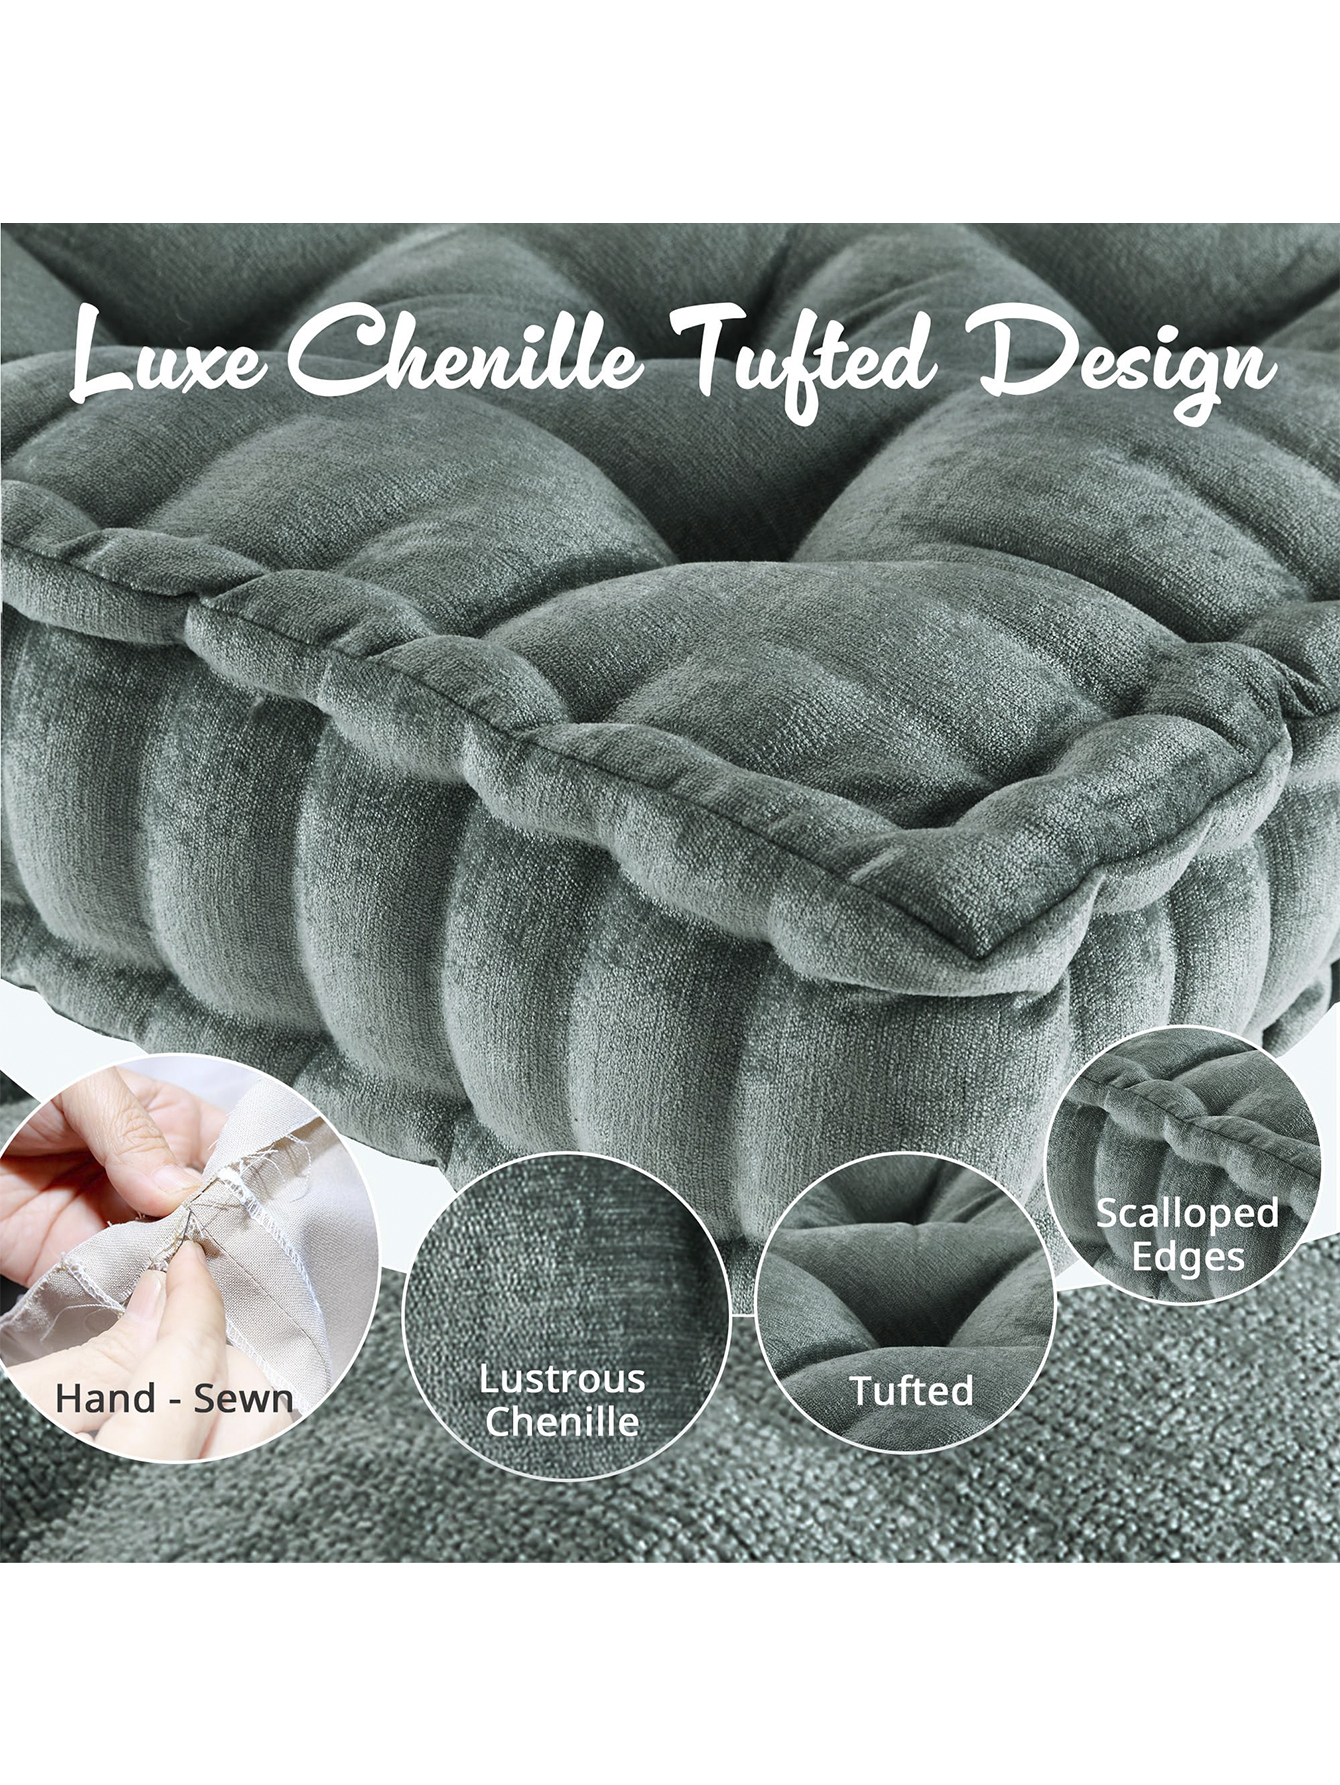 Luxe Chenille Tufted Design
Scalloped
Edges
Hand - Sewn
Lustrous
Chenille
Tufted